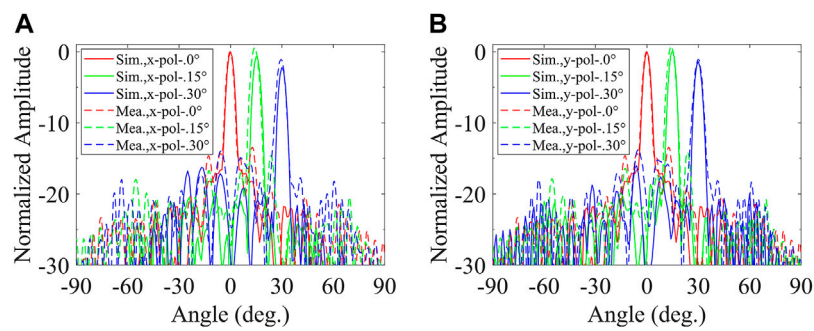 A
Normalized Amplitude
0
-10
-20
-30
Sim.,x-pol-.0°
Sim.,x-pol-.15°
Sim.,x-pol-.30°
Mea.,x-pol-.0°
Mea.,x-pol-.15°
Mea.,x-pol-.30°
-90 -60 -30 0 30 60 90
Angle (deg.)
B
Normalized Amplitude
0
-10
-20
-30
Sim.,y-pol-.0°
Sim.,y-pol-.15°
Sim.,y-pol-.30°
Mea.,y-pol-.0°
Mea.,y-pol-.15°
Mea.,y-pol-.30°
-90 -60 -30 0 30 60 90
Angle (deg.)